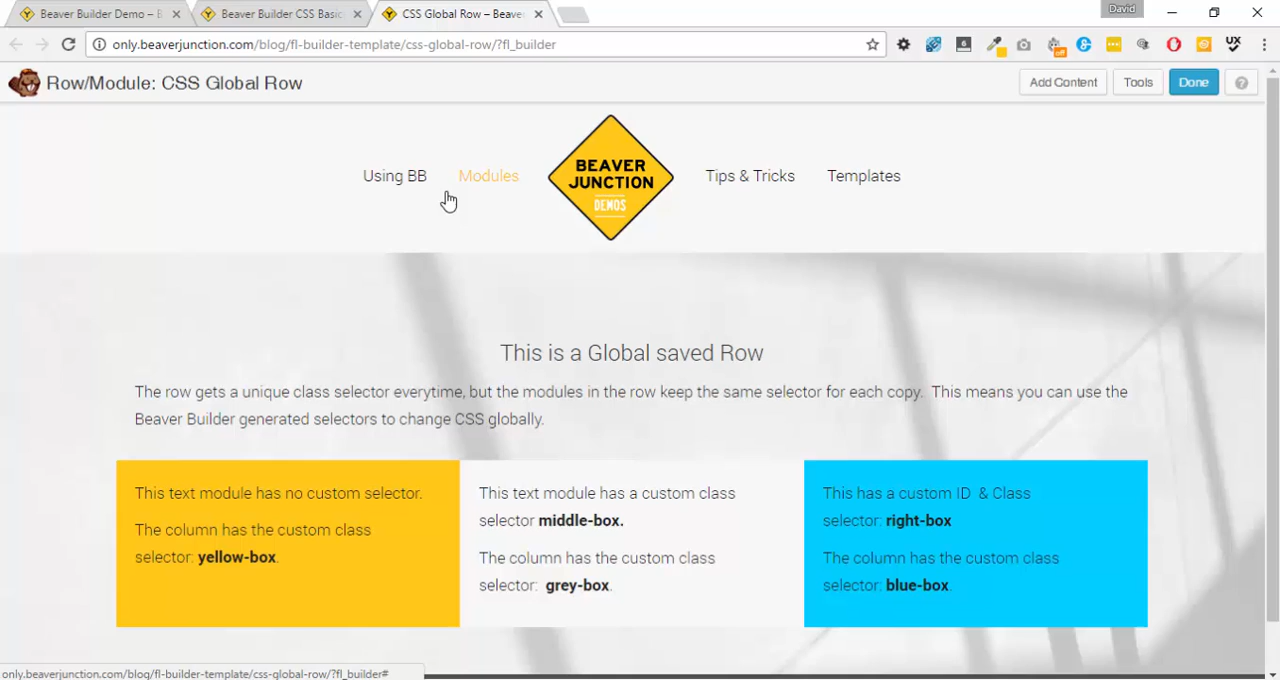 Beaver Builder Demo – B
Beaver Builder CSS Basic
CSS Global Row – Beave
David
only.beaverjunction.com/blog/fl-builder-template/css-global-row/?fl_builder
off
UX
Row/Module: CSS Global Row
Add Content
Tools
Done
?
Using BB
Modules
BEAVER
JUNCTION
DEMOS
Tips & Tricks
Templates
This is a Global saved Row
The row gets a unique class selector everytime, but the modules in the row keep the same selector for each copy. This means you can use the
Beaver Builder generated selectors to change CSS globally.
This text module has no custom selector.
The column has the custom class
selector: yellow-box.
This text module has a custom class
selector middle-box.
The column has the custom class
selector: grey-box.
This has a custom ID & Class
selector: right-box
The column has the custom class
selector: blue-box.
only.beaverjunction.com/blog/fl-builder-template/css-global-row/?fl_builder#